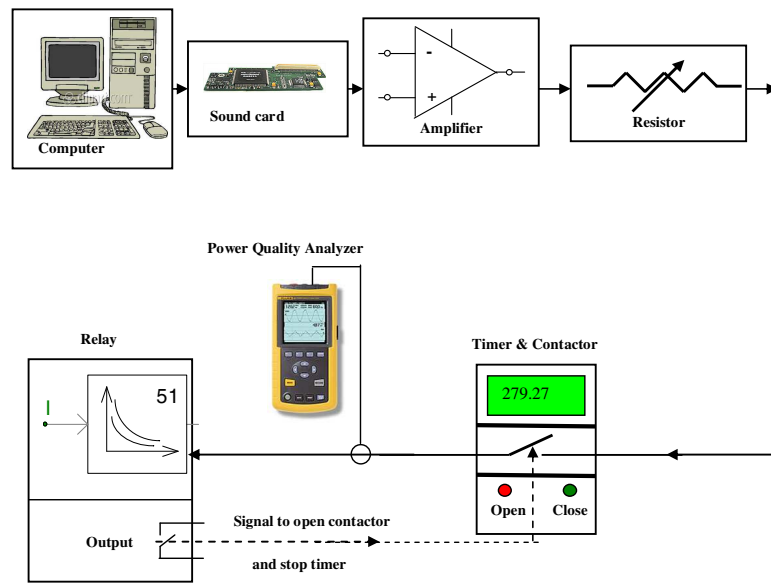 Computer
Sound card
-
+
Amplifier
Resistor
Power Quality Analyzer
Relay
Timer & Contactor
51
I
279.27
Open
Close
Output
Signal to open contactor
and stop timer